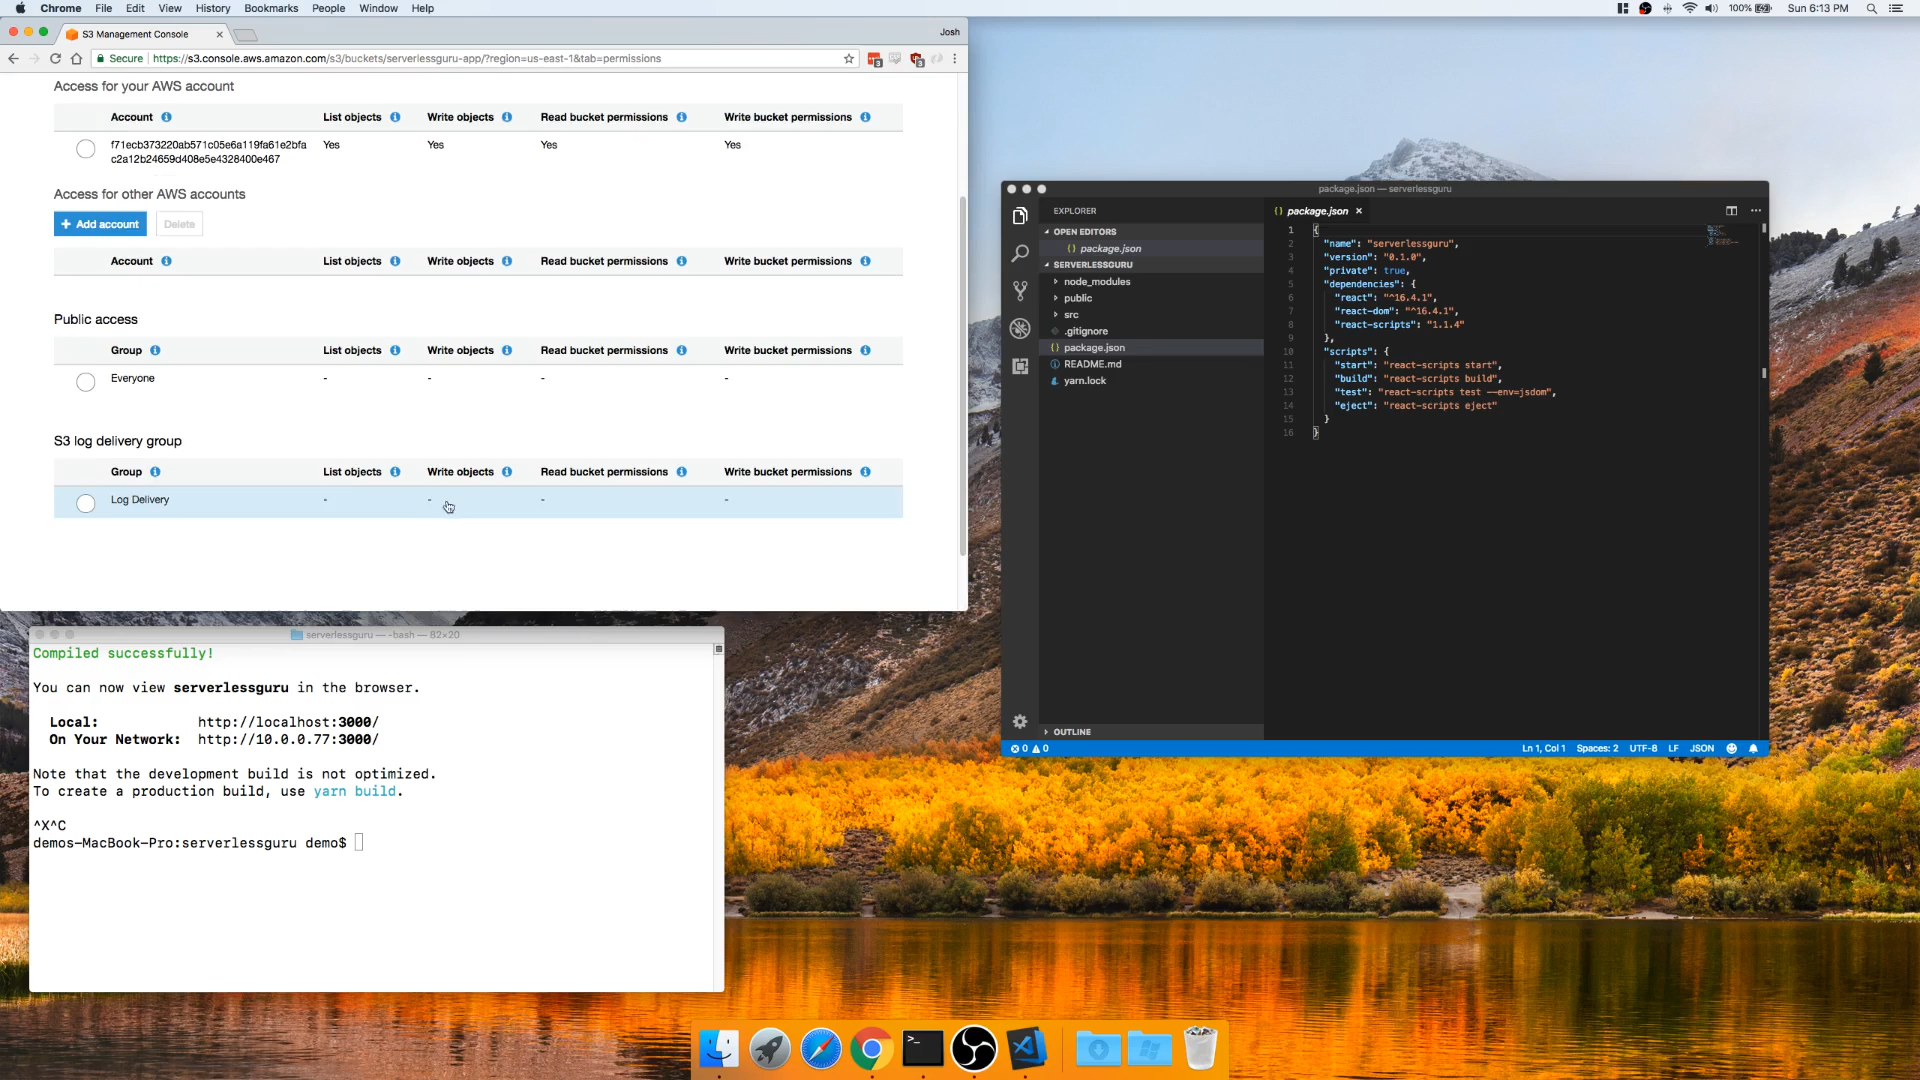 Chrome File Edit View History Bookmarks People Window Help
100% Sun 6:13 PM
S3 Management Console
Josh
Secure https://s3.console.aws.amazon.com/s3/buckets/serverlessguru-app/?region=us-east-1&tab=permissions
Access for your AWS account
Account List objects Write objects Read bucket permissions Write bucket permissions
f71ecb373220ab571c05e6a119fa61e2bfa
c2a12b24659d408e5e4328400e467
Yes Yes Yes Yes
Access for other AWS accounts
+ Add account Delete
Account List objects Write objects Read bucket permissions Write bucket permissions
Public access
Group List objects Write objects Read bucket permissions Write bucket permissions
Everyone - - - -
S3 log delivery group
Group List objects Write objects Read bucket permissions Write bucket permissions
Log Delivery - - - -
serverlessguru — -bash — 82×20
Compiled successfully!
You can now view serverlessguru in the browser.
Local: http://localhost:3000/
On Your Network: http://10.0.0.77:3000/
Note that the development build is not optimized.
To create a production build, use yarn build.
^X^C
demos-MacBook-Pro:serverlessguru demo$
package.json — serverlessguru
EXPLORER
OPEN EDITORS
{} package.json
SERVERLESSGURU
node_modules
public
src
.gitignore
{} package.json
README.md
yarn.lock
OUTLINE
{} package.json
1 {
2 "name": "serverlessguru",
3 "version": "0.1.0",
4 "private": true,
5 "dependencies": {
6 "react": "^16.4.1",
7 "react-dom": "^16.4.1",
8 "react-scripts": "1.1.4"
9 },
10 "scripts": {
11 "start": "react-scripts start",
12 "build": "react-scripts build",
13 "test": "react-scripts test --env=jsdom",
14 "eject": "react-scripts eject"
15 }
16 }
0 0 Ln 1, Col 1 Spaces: 2 UTF-8 LF JSON